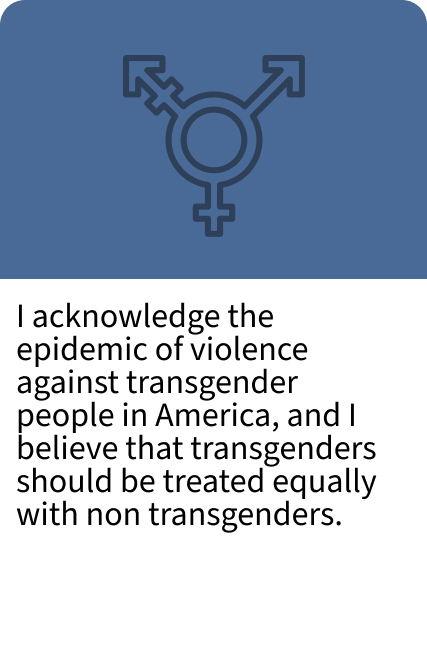 I acknowledge the
epidemic of violence
against transgender
people in America, and I
believe that transgenders
should be treated equally
with non transgenders.